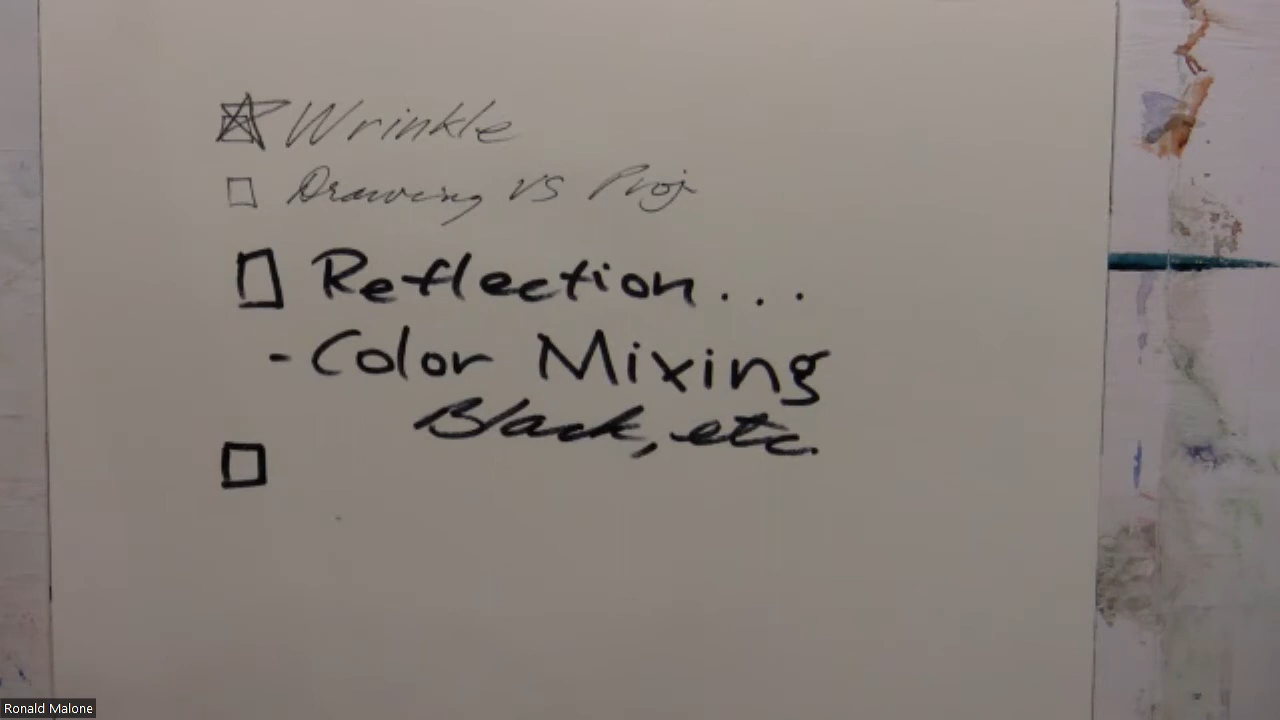 Wrinkle
Drawing vs Proj
Reflection...
- Color Mixing
Black, etc.
Ronald Malone